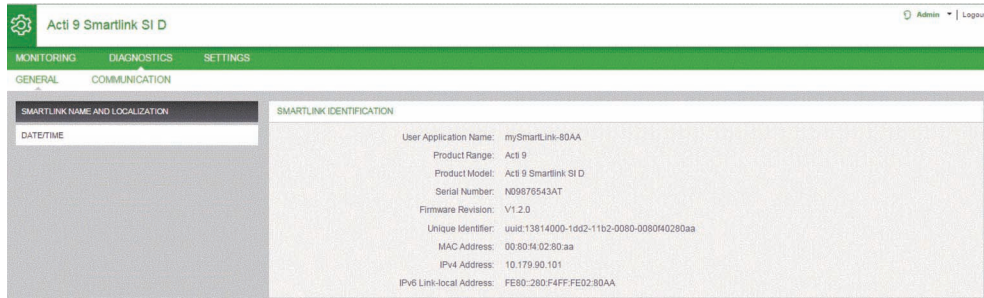 Acti 9 Smartlink SI D
Admin | Logou
MONITORING DIAGNOSTICS SETTINGS
GENERAL COMMUNICATION
SMARTLINK NAME AND LOCALIZATION
DATE/TIME
SMARTLINK IDENTIFICATION
User Application Name: mySmartLink-80AA
Product Range: Acti 9
Product Model: Acti 9 Smartlink SI D
Serial Number: N09876543AT
Firmware Revision: V1.2.0
Unique Identifier: uuid:13814000-1dd2-11b2-0080-0080f40280aa
MAC Address: 00:80:f4:02:80:aa
IPv4 Address: 10.179.90.101
IPv6 Link-local Address: FE80::280:F4FF:FE02:80AA